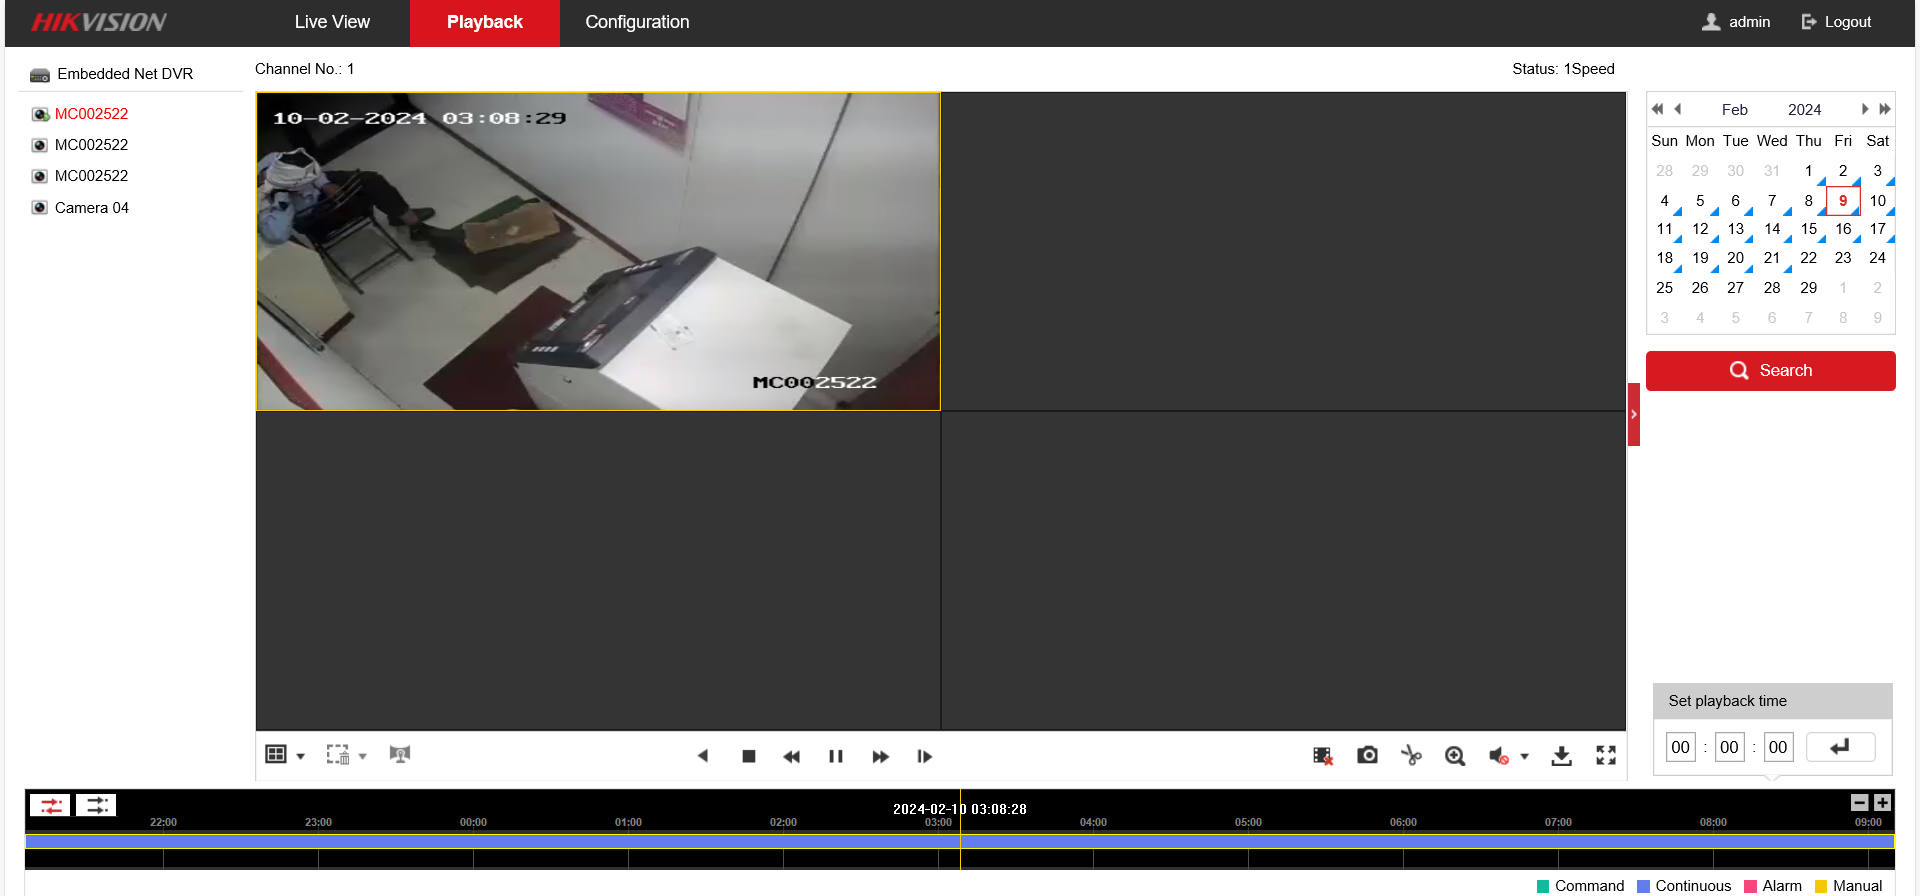 HIKVISION Live View Playback Configuration admin Logout
Embedded Net DVR
MC002522
MC002522
MC002522
Camera 04
Channel No.: 1 Status: 1Speed
10-02-2024 03:08:29
MC002522
Feb 2024
Sun Mon Tue Wed Thu Fri Sat
28 29 30 31 1 2 3
4 5 6 7 8 9 10
11 12 13 14 15 16 17
18 19 20 21 22 23 24
25 26 27 28 29 1 2
3 4 5 6 7 8 9
Search
Set playback time
00 : 00 : 00
2024-02-10 03:08:28
22:00 23:00 00:00 01:00 02:00 03:00 04:00 05:00 06:00 07:00 08:00 09:00
Command Continuous Alarm Manual